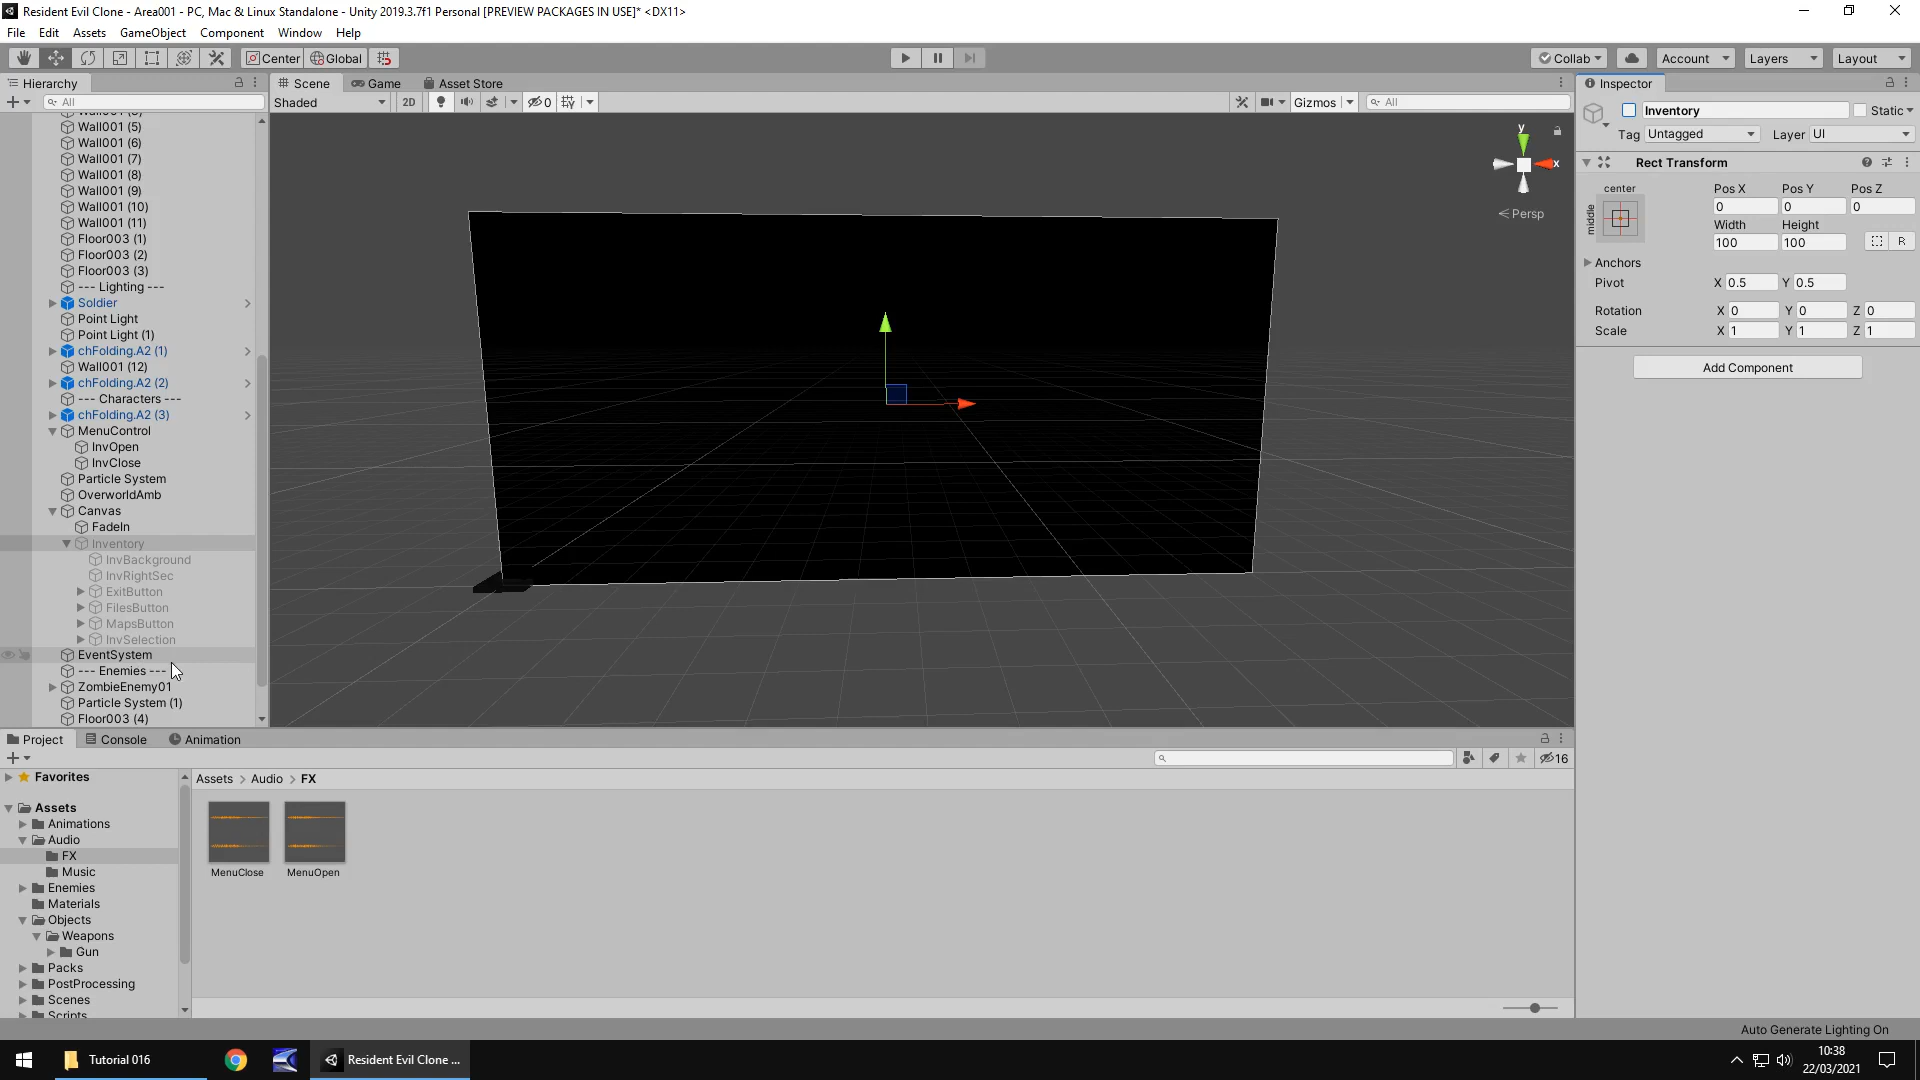 Resident Evil Clone - Area001 - PC, Mac & Linux Standalone - Unity 2019.3.7f1 Personal [PREVIEW PACKAGES IN USE]* <DX11>
File Edit Assets GameObject Component Window Help
Center Global Collab Account Layers Layout
Hierarchy
All
Wall001 (5)
Wall001 (6)
Wall001 (7)
Wall001 (8)
Wall001 (9)
Wall001 (10)
Wall001 (11)
Floor003 (1)
Floor003 (2)
Floor003 (3)
--- Lighting ---
Soldier
Point Light
Point Light (1)
chFolding.A2 (1)
Wall001 (12)
chFolding.A2 (2)
--- Characters ---
chFolding.A2 (3)
MenuControl
InvOpen
InvClose
Particle System
OverworldAmb
Canvas
FadeIn
Inventory
InvBackground
InvRightSec
ExitButton
FilesButton
MapsButton
InvSelection
EventSystem
--- Enemies ---
ZombieEnemy01
Particle System (1)
Floor003 (4)
Scene Game Asset Store
Shaded 2D 0 Gizmos All
y
x
Persp
Inspector
Inventory Static
Tag Untagged Layer UI
Rect Transform
center Pos X Pos Y Pos Z
middle 0 0 0
Width Height
100 100 R
Anchors
Pivot X 0.5 Y 0.5
Rotation X 0 Y 0 Z 0
Scale X 1 Y 1 Z 1
Add Component
Project Console Animation
16
Favorites
Assets
Animations
Audio
FX
Music
Enemies
Materials
Objects
Weapons
Gun
Packs
PostProcessing
Scenes
Scripts
Assets > Audio > FX
MenuClose MenuOpen
Auto Generate Lighting On
Tutorial 016 Resident Evil Clone ...
10:38
22/03/2021